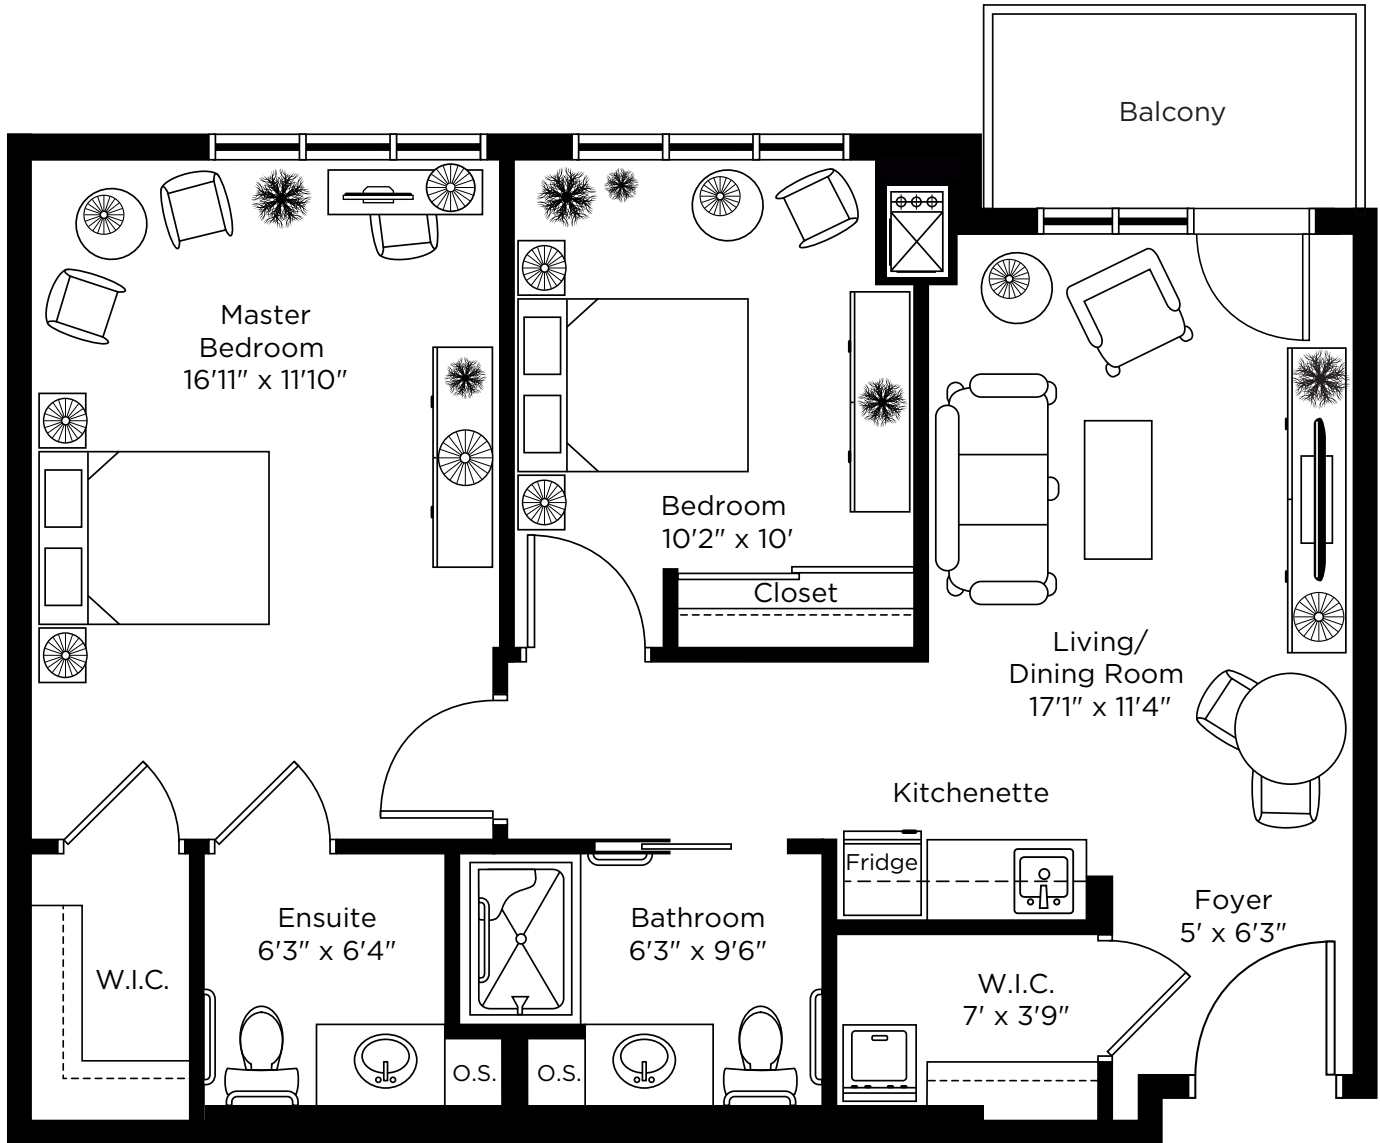 Balcony
Master
Bedroom
16'11" x 11'10"
Bedroom
10'2" x 10'
Closet
Living/
Dining Room
17'1" x 11'4"
Kitchenette
Fridge
Foyer
5' x 6'3"
Ensuite
6'3" x 6'4"
Bathroom
6'3" x 9'6"
W.I.C.
W.I.C.
7' x 3'9"
O.S.
O.S.